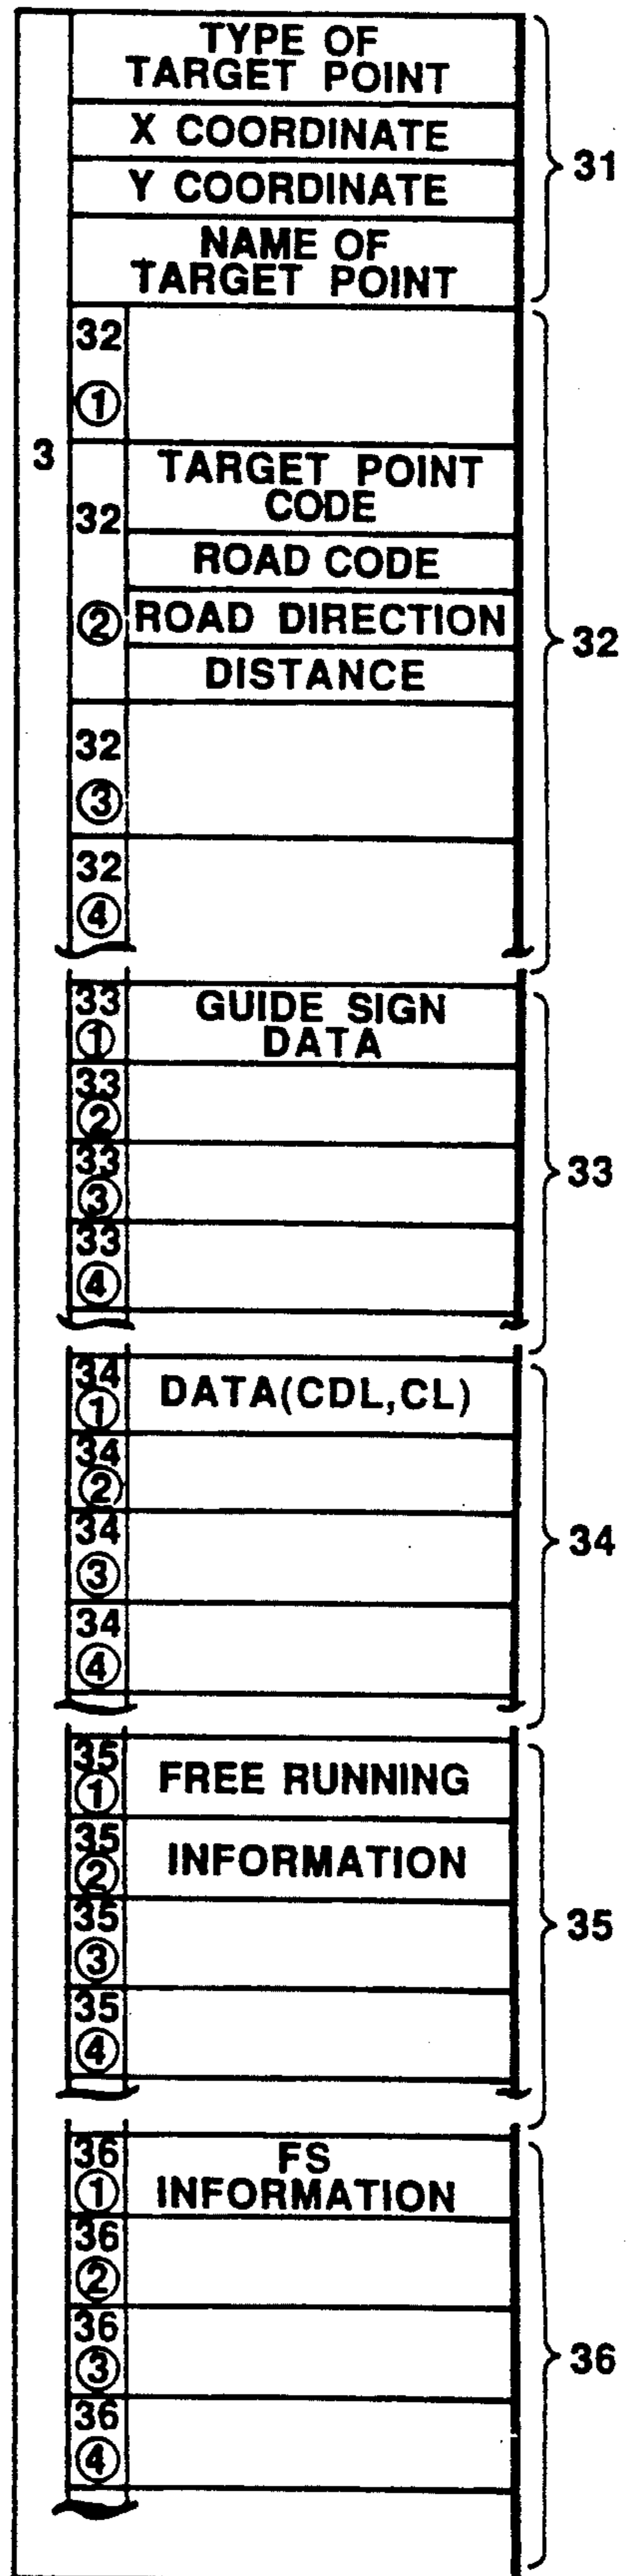 TYPE OF
TARGET POINT
X COORDINATE
31
Y COORDINATE
NAME OF
TARGET POINT
32
①
3
TARGET POINT
CODE
32
ROAD CODE
② ROAD DIRECTION
32
DISTANCE
32
③
32
④
33
①
GUIDE SIGN
DATA
33
②
33
33
③
33
④
34
①
DATA(CDL,CL)
34
②
34
34
③
34
④
35
①
FREE RUNNING
35
②
INFORMATION
35
35
③
35
④
36
①
FS
INFORMATION
36
②
36
36
③
36
④